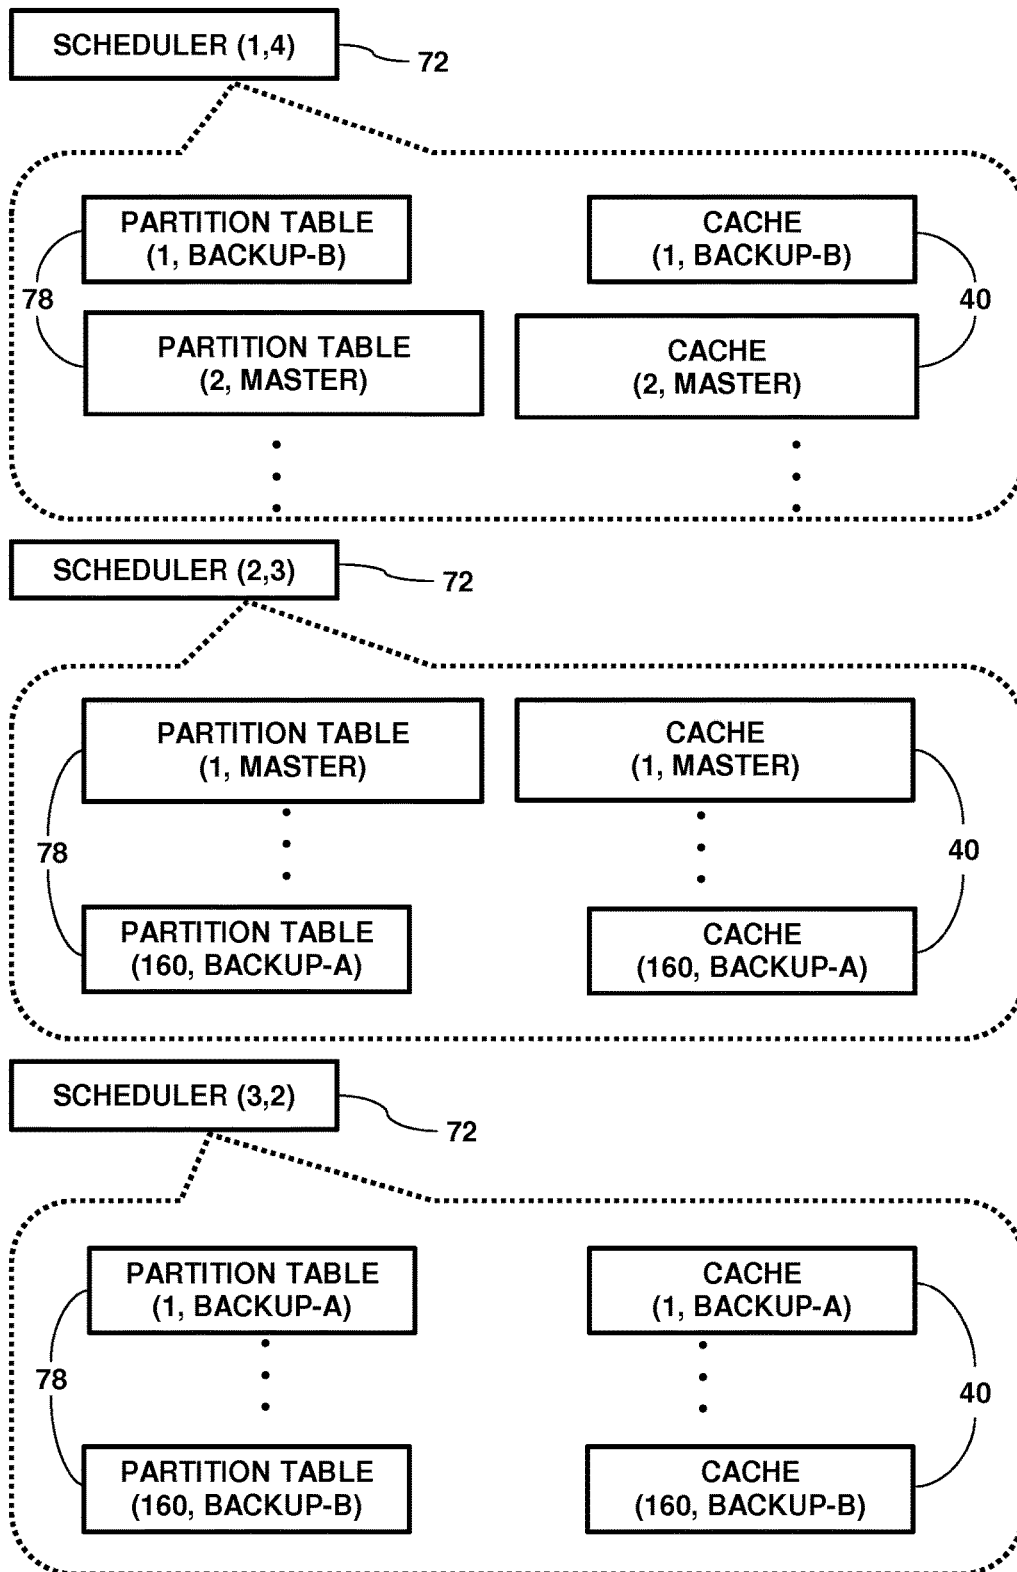 SCHEDULER (1,4)
72
PARTITION TABLE
(1, BACKUP-B)
CACHE
(1, BACKUP-B)
78
40
PARTITION TABLE
(2, MASTER)
CACHE
(2, MASTER)
SCHEDULER (2,3)
72
PARTITION TABLE
(1, MASTER)
CACHE
(1, MASTER)
78
40
PARTITION TABLE
(160, BACKUP-A)
CACHE
(160, BACKUP-A)
SCHEDULER (3,2)
72
PARTITION TABLE
(1, BACKUP-A)
CACHE
(1, BACKUP-A)
78
40
PARTITION TABLE
(160, BACKUP-B)
CACHE
(160, BACKUP-B)